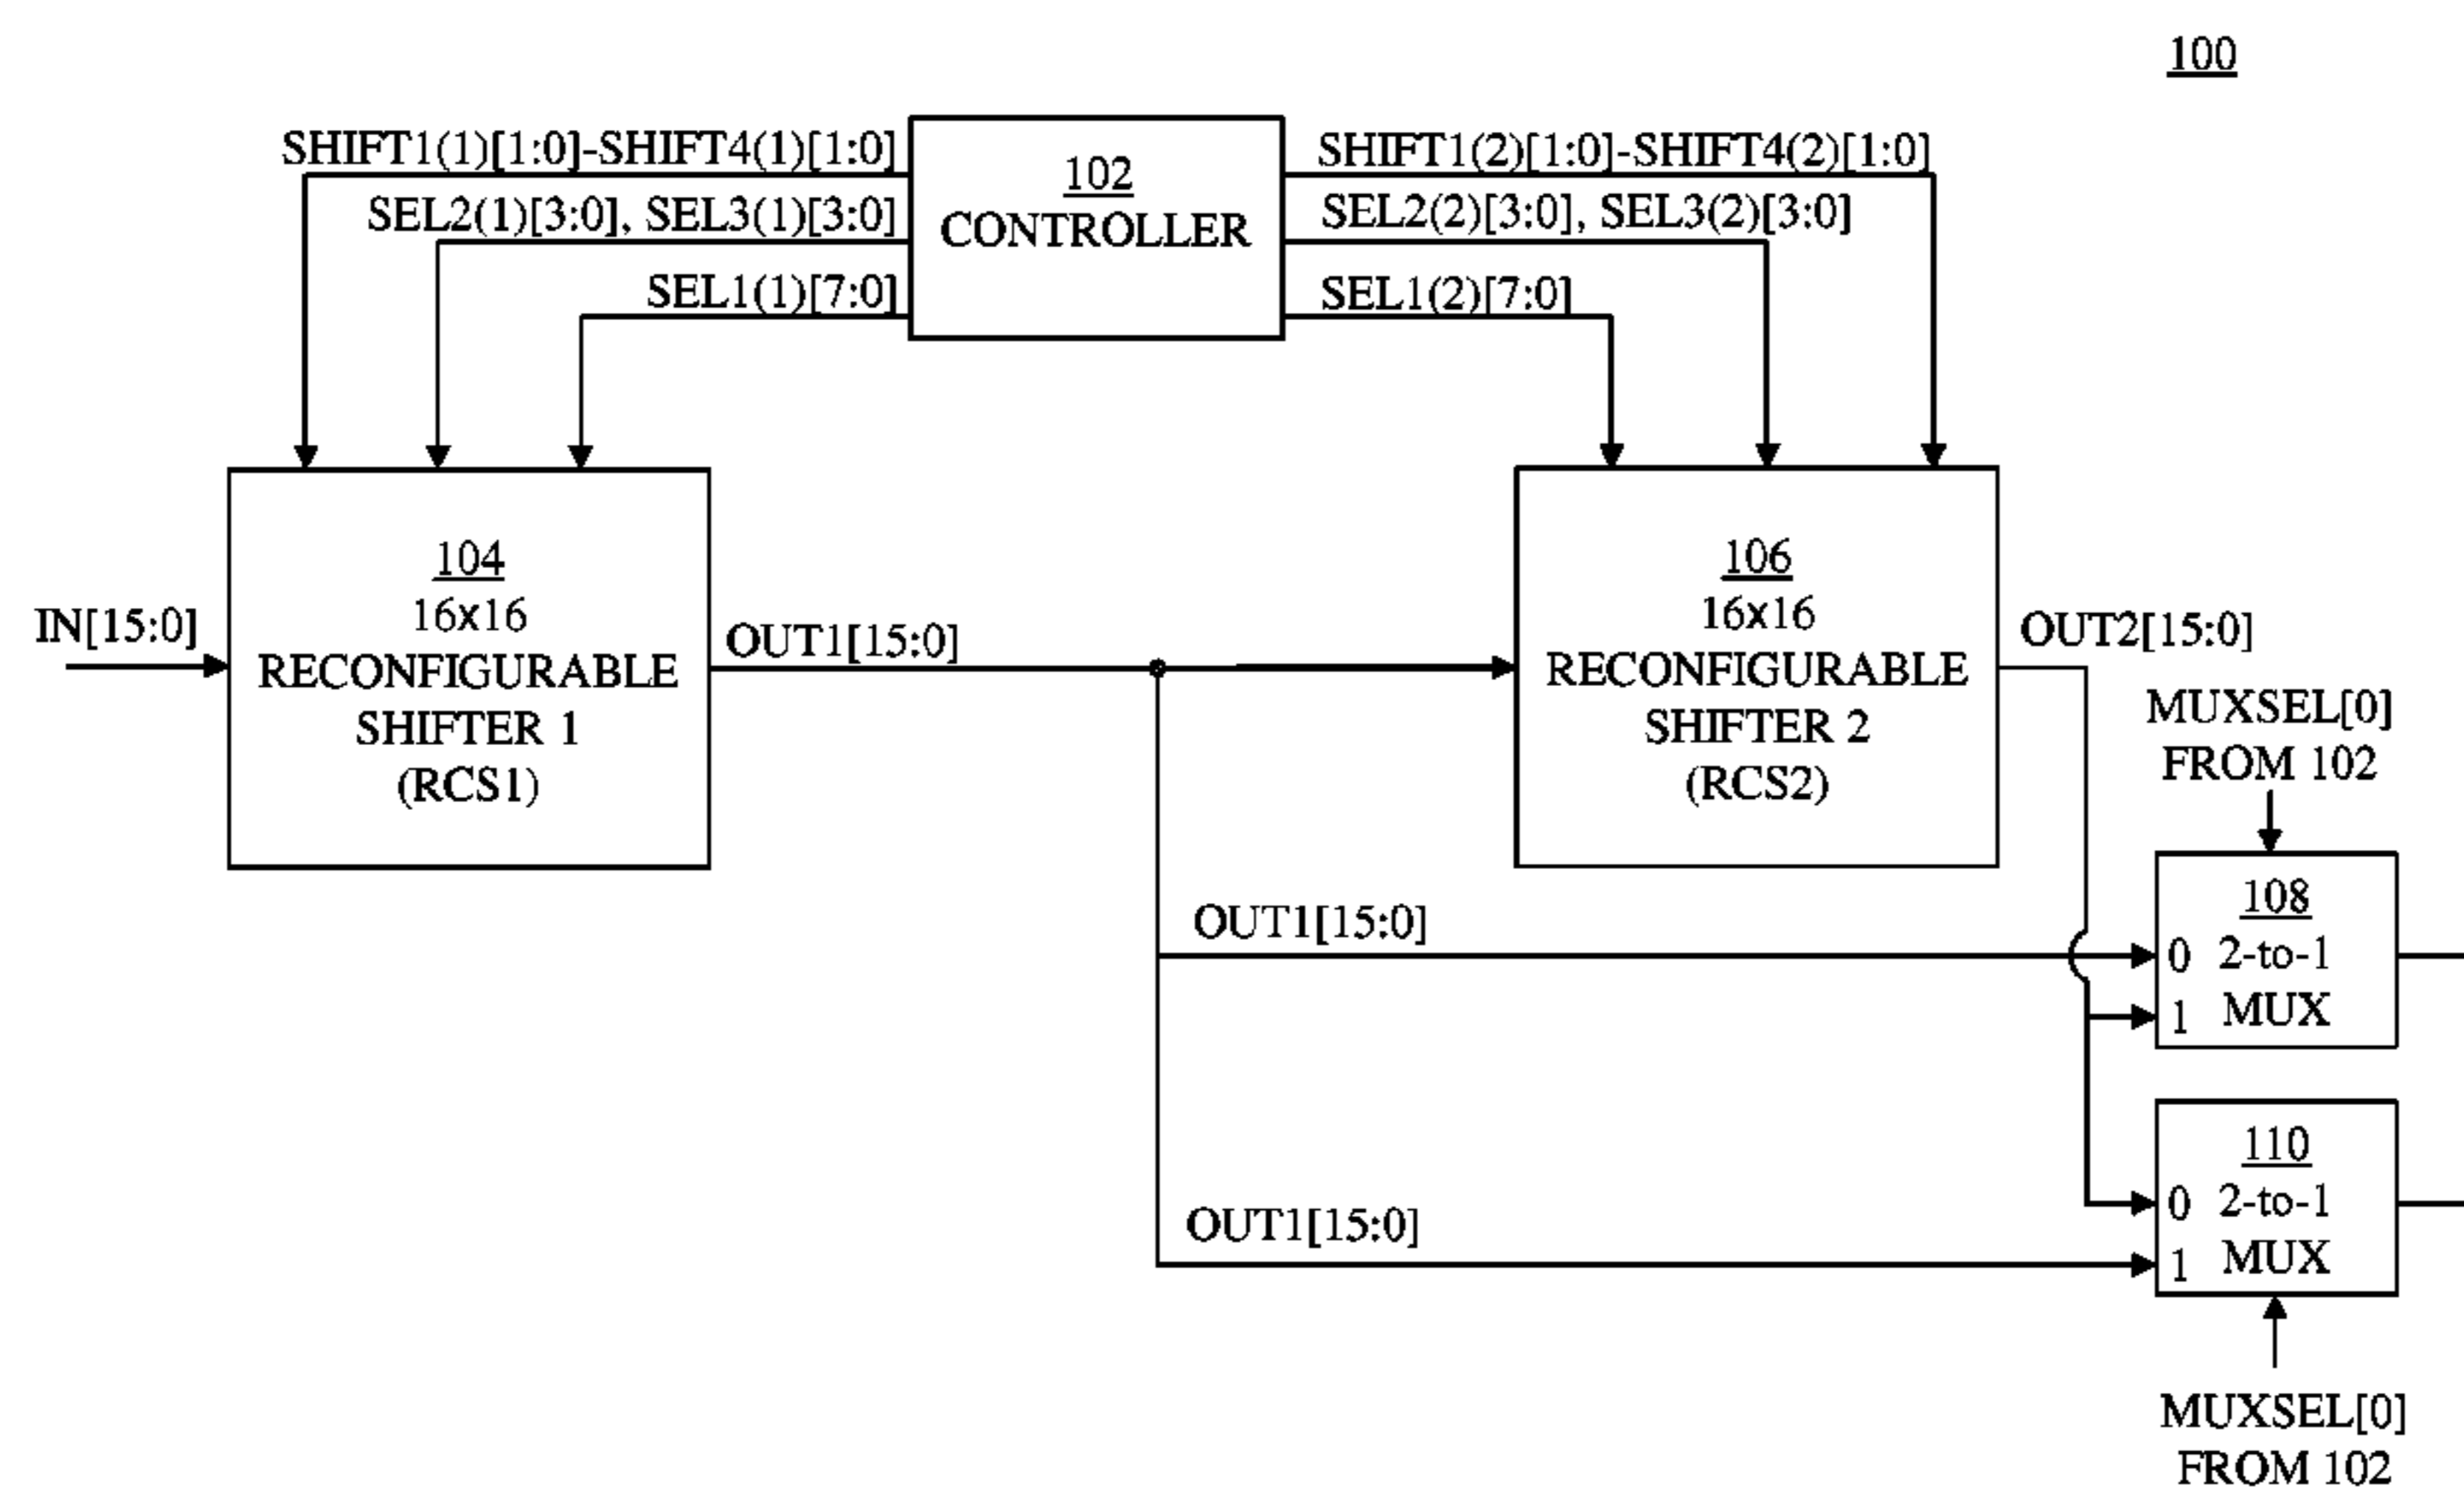 100
SHIFT1(1)[1:0]-SHIFT4(1)[1:0]
SEL2(1)[3:0], SEL3(1)[3:0]
SEL1(1)[7:0]
102
CONTROLLER
SHIFT1(2)[1:0]-SHIFT4(2)[1:0]
SEL2(2)[3:0], SEL3(2)[3:0]
SEL1(2)[7:0]
IN[15:0]
104
16x16
RECONFIGURABLE
SHIFTER 1
(RCS1)
OUT1[15:0]
106
16x16
RECONFIGURABLE
SHIFTER 2
(RCS2)
OUT2[15:0]
MUXSEL[0]
FROM 102
OUT1[15:0]
108
0 2-to-1
1 MUX
OUT1[15:0]
110
0 2-to-1
1 MUX
MUXSEL[0]
FROM 102